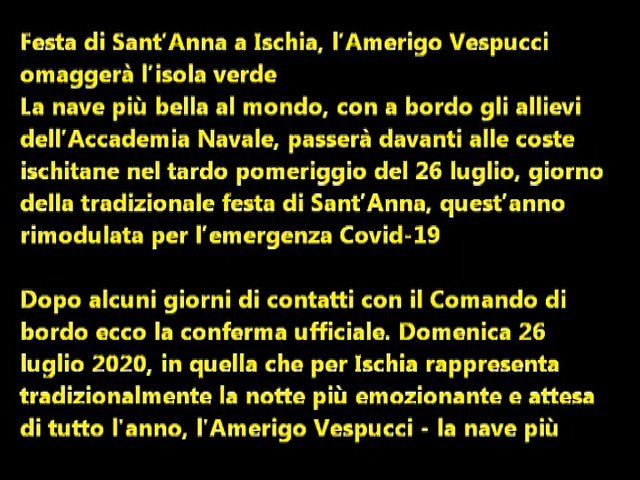 Festa di Sant’Anna a Ischia, l’Amerigo Vespucci
omaggerà l’isola verde
La nave più bella al mondo, con a bordo gli allievi
dell’Accademia Navale, passerà davanti alle coste
ischitane nel tardo pomeriggio del 26 luglio, giorno
della tradizionale festa di Sant’Anna, quest’anno
rimodulata per l’emergenza Covid-19

Dopo alcuni giorni di contatti con il Comando di
bordo ecco la conferma ufficiale. Domenica 26
luglio 2020, in quella che per Ischia rappresenta
tradizionalmente la notte più emozionante e attesa
di tutto l'anno, l'Amerigo Vespucci - la nave più